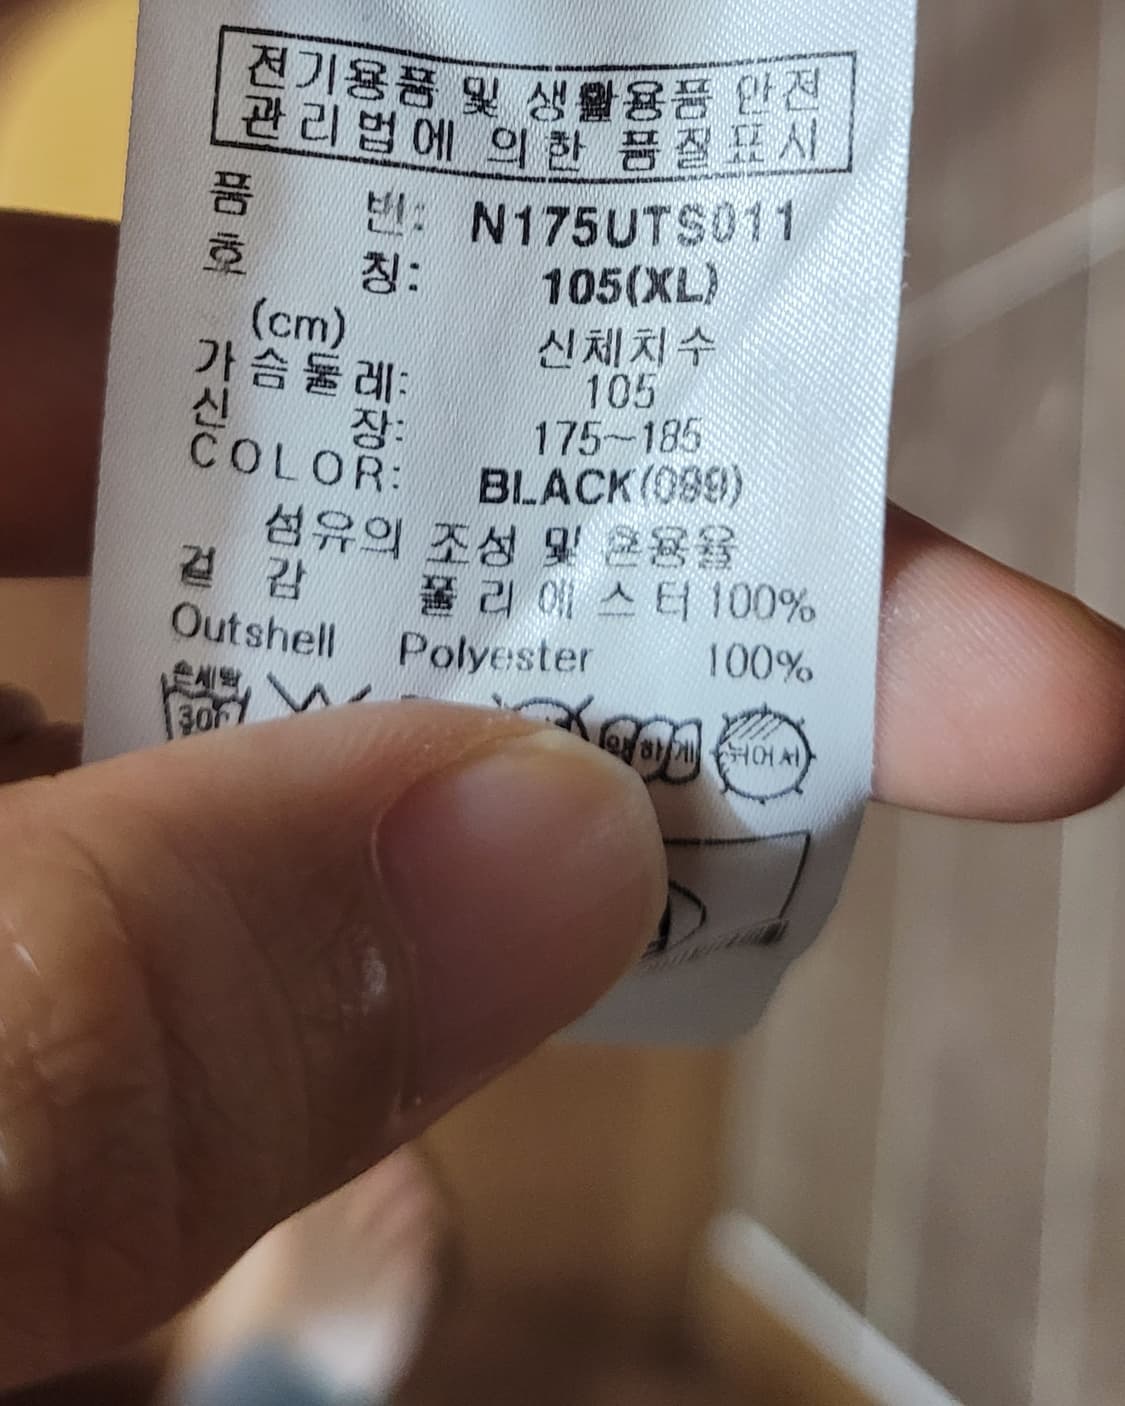 전기용품 및 생활용품 안전
관리법에 의한 품질표시
품 번: N175UTS011
호 칭: 105(XL)
(cm) 신체치수
가슴둘레: 105
신 장: 175~185
COLOR: BLACK(099)
섬유의 조성 및 혼용율
겉 감 폴리에스터 100%
Outshell Polyester 100%
손세탁 약하게 뉘어서
30